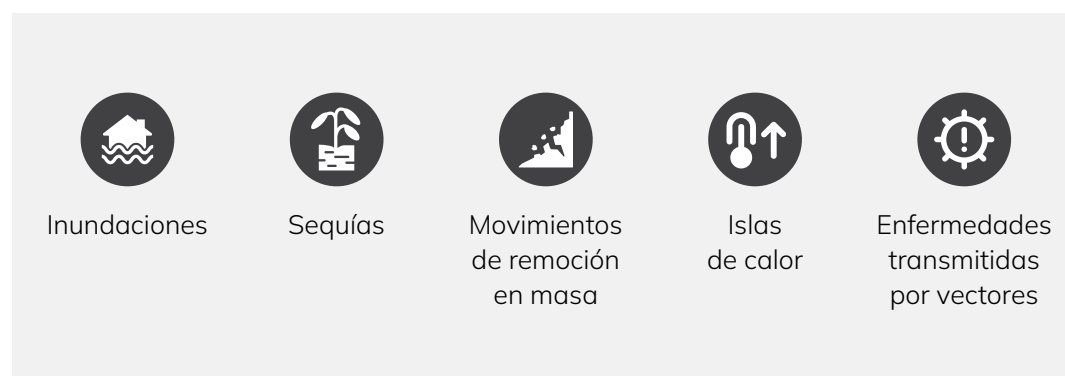 Inundaciones
Sequías
Movimientos
de remoción
en masa
Islas
de calor
Enfermedades
transmitidas
por vectores